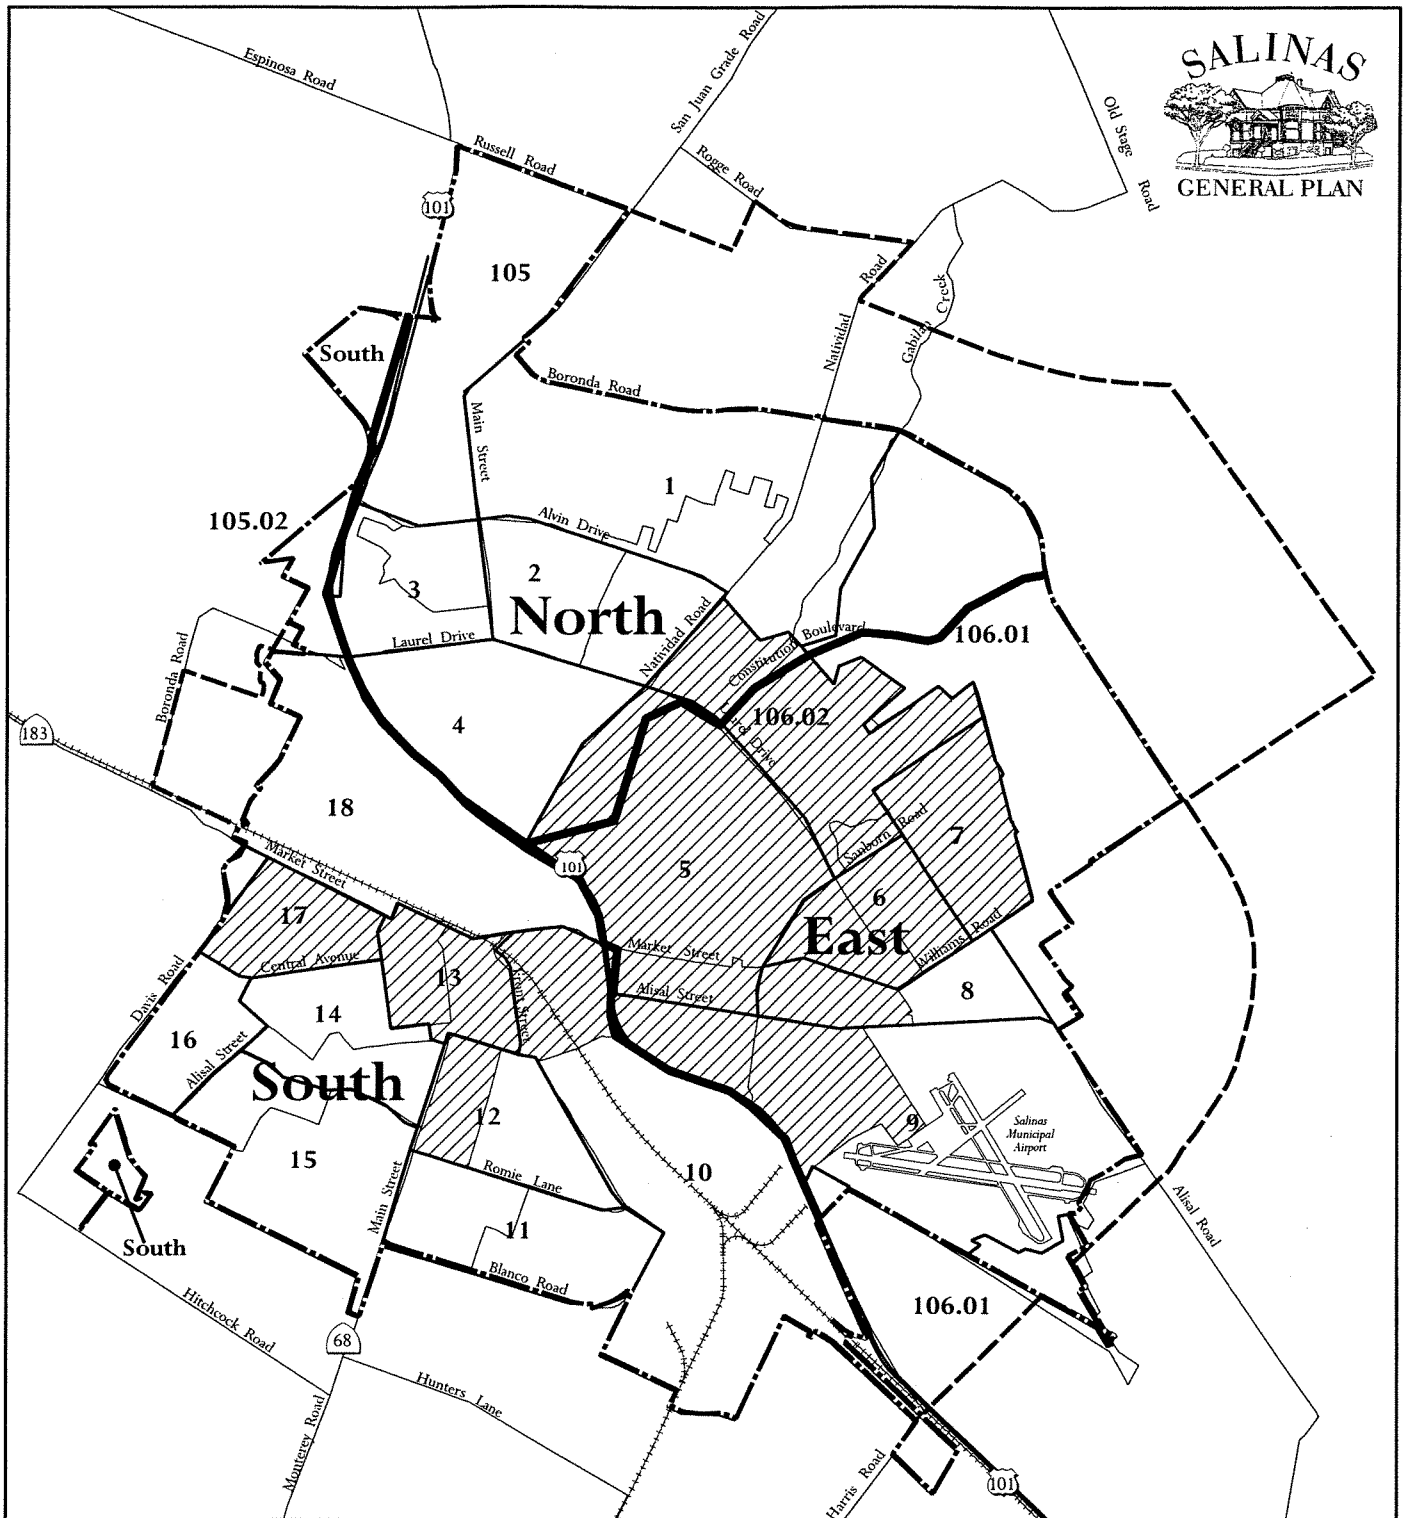 SALINAS
GENERAL PLAN
Espinosa Road
San Juan Grade Road
Old Stage
Road
Russell Road
Rogge Road
101
105
Natividad
Road
Gabilan Creek
South
Boronda Road
Main Street
1
105.02
Alvin Drive
3
2
North
Laurel Drive
Natividad Road
Constitution Boulevard
106.01
Boronda Road
183
4
106.02
Laurel Drive
18
Sanborn Road
7
Market Street
101
5
6
17
East
Williams Road
Market Street
Central Avenue
13
Davis Road
Alisal Street
8
14
16
Alisal Street
South
12
9
Salinas
Municipal
Airport
15
Romie Lane
10
Main Street
11
Alisal Road
South
Blanco Road
Hitchcock Road
106.01
68
Hunters Lane
Monterey Road
Harris Road
101